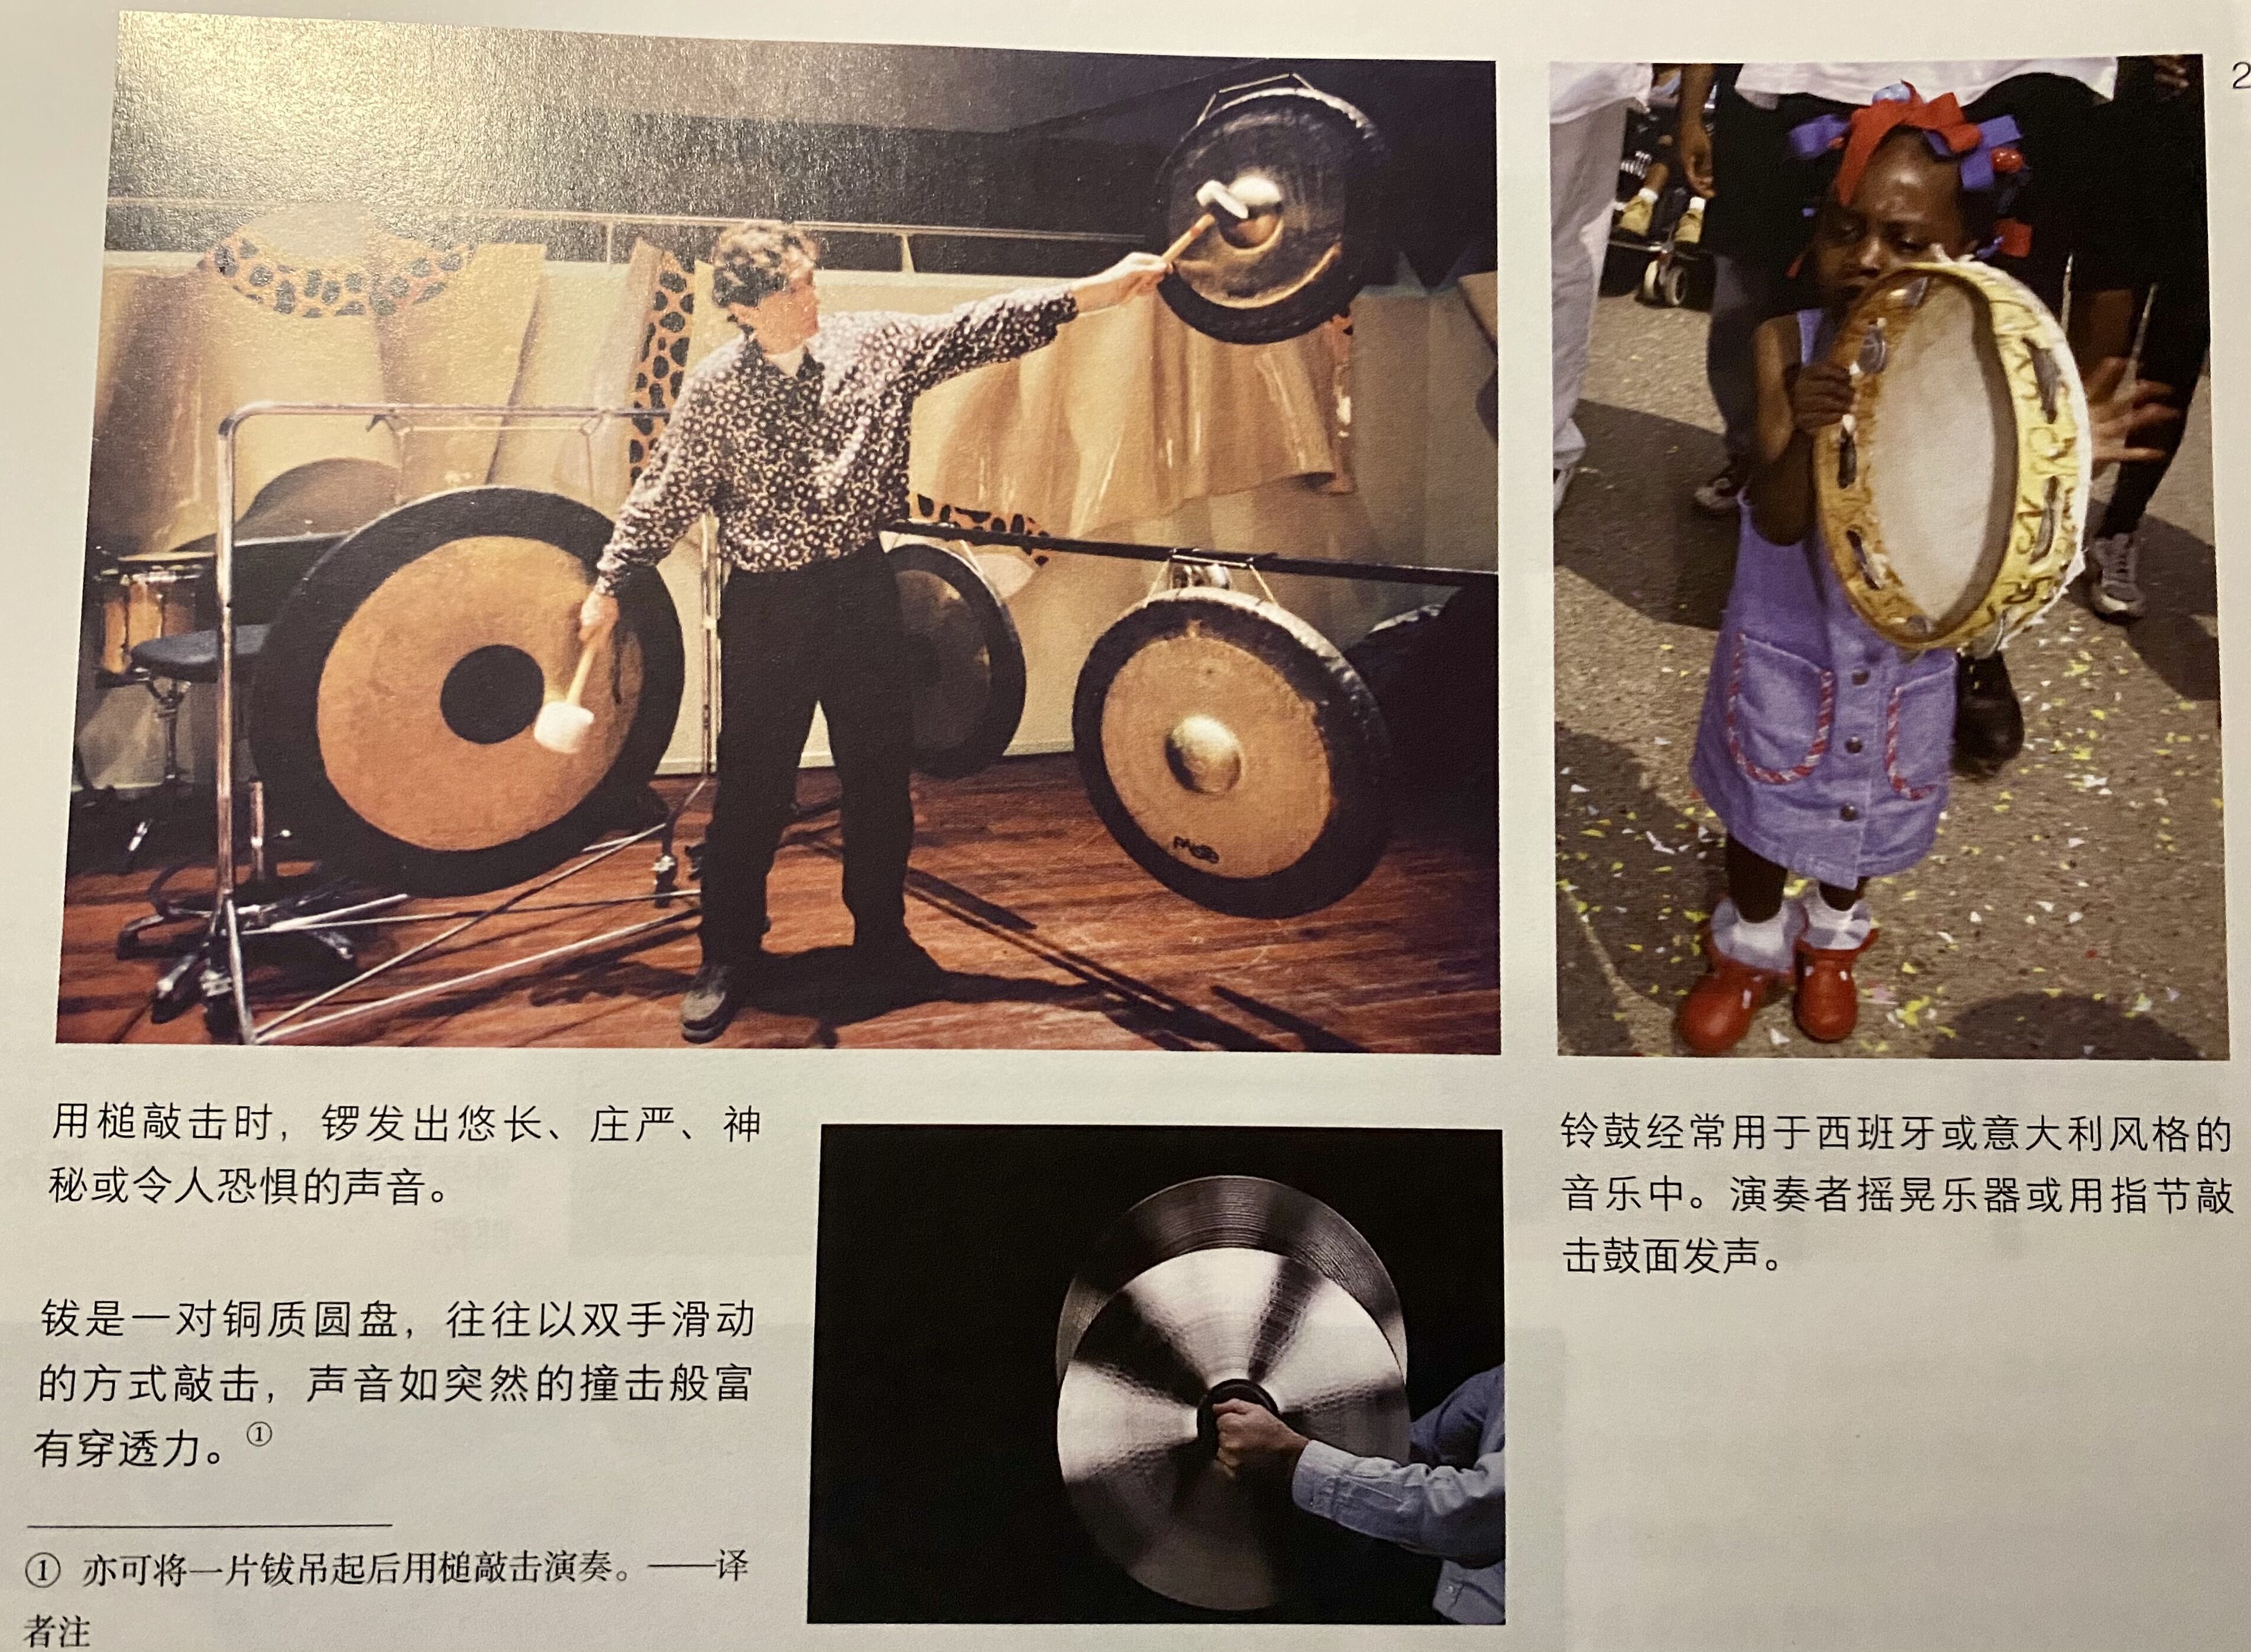 2
用槌敲击时，锣发出悠长、庄严、神
秘或令人恐惧的声音。
钹是一对铜质圆盘，往往以双手滑动
的方式敲击，声音如突然的撞击般富
有穿透力。①
① 亦可将一片钹吊起后用槌敲击演奏。——译
者注
铃鼓经常用于西班牙或意大利风格的
音乐中。演奏者摇晃乐器或用指节敲
击鼓面发声。